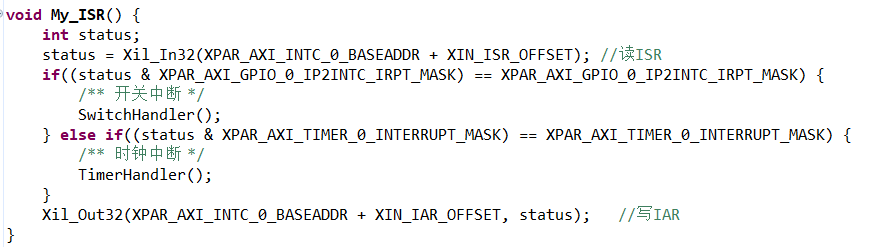 void My_ISR() {
    int status;
    status = Xil_In32(XPAR_AXI_INTC_0_BASEADDR + XIN_ISR_OFFSET); //读ISR
    if((status & XPAR_AXI_GPIO_0_IP2INTC_IRPT_MASK) == XPAR_AXI_GPIO_0_IP2INTC_IRPT_MASK) {
        /** 开关中断 */
        SwitchHandler();
    } else if((status & XPAR_AXI_TIMER_0_INTERRUPT_MASK) == XPAR_AXI_TIMER_0_INTERRUPT_MASK) {
        /** 时钟中断 */
        TimerHandler();
    }
    Xil_Out32(XPAR_AXI_INTC_0_BASEADDR + XIN_IAR_OFFSET, status);   //写IAR
}